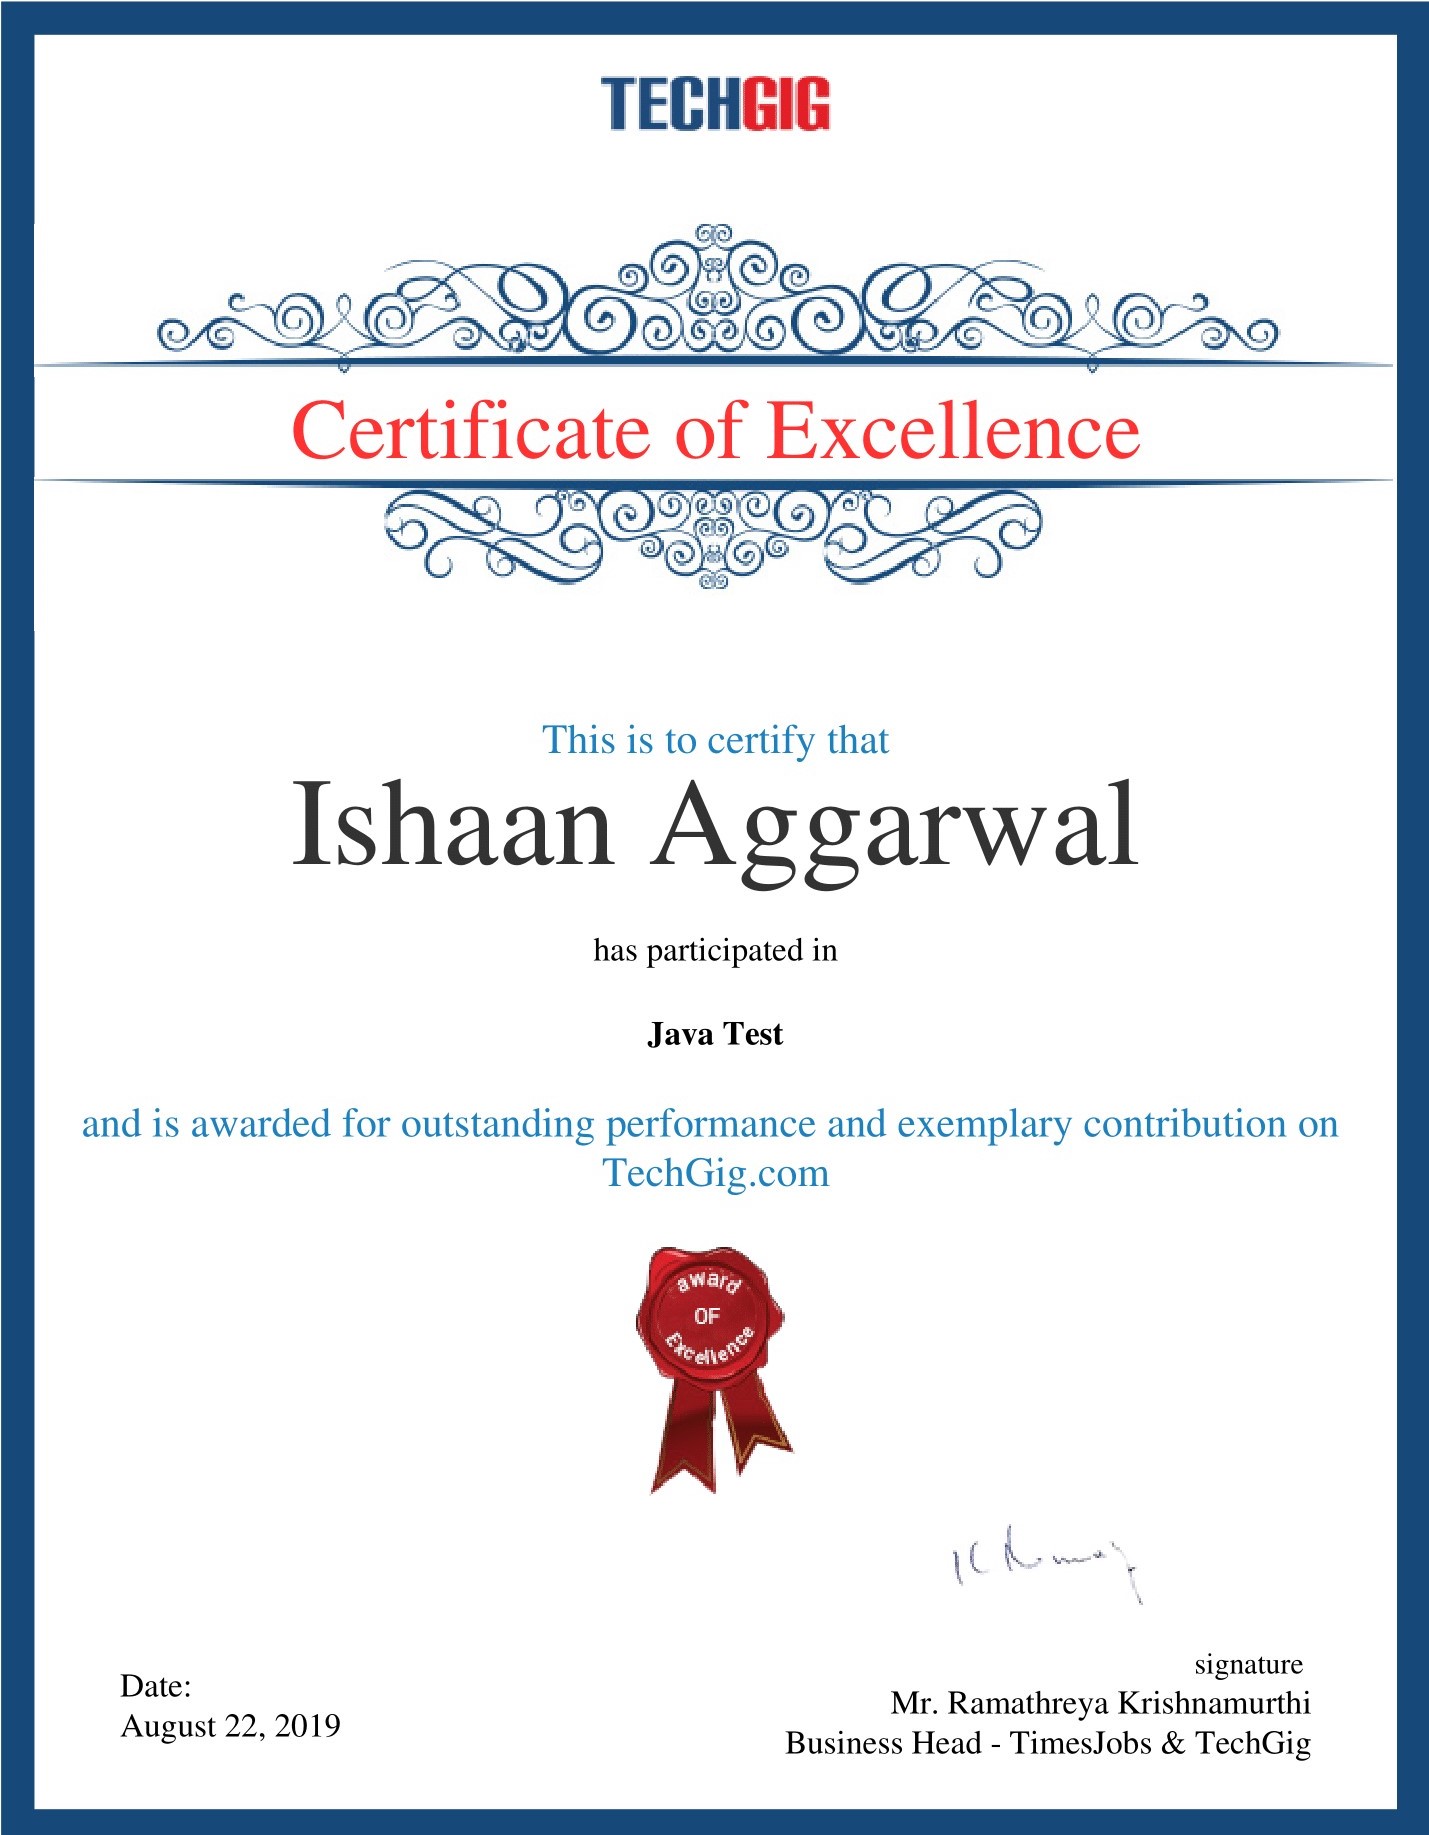 TECHGIG
Certificate of Excellence
This is to certify that
Ishaan Aggarwal
has participated in
Java Test
and is awarded for outstanding performance and exemplary contribution on
TechGig.com
award
OF
Excellence
signature
Date:
Mr. Ramathreya Krishnamurthi
August 22, 2019
Business Head - TimesJobs & TechGig